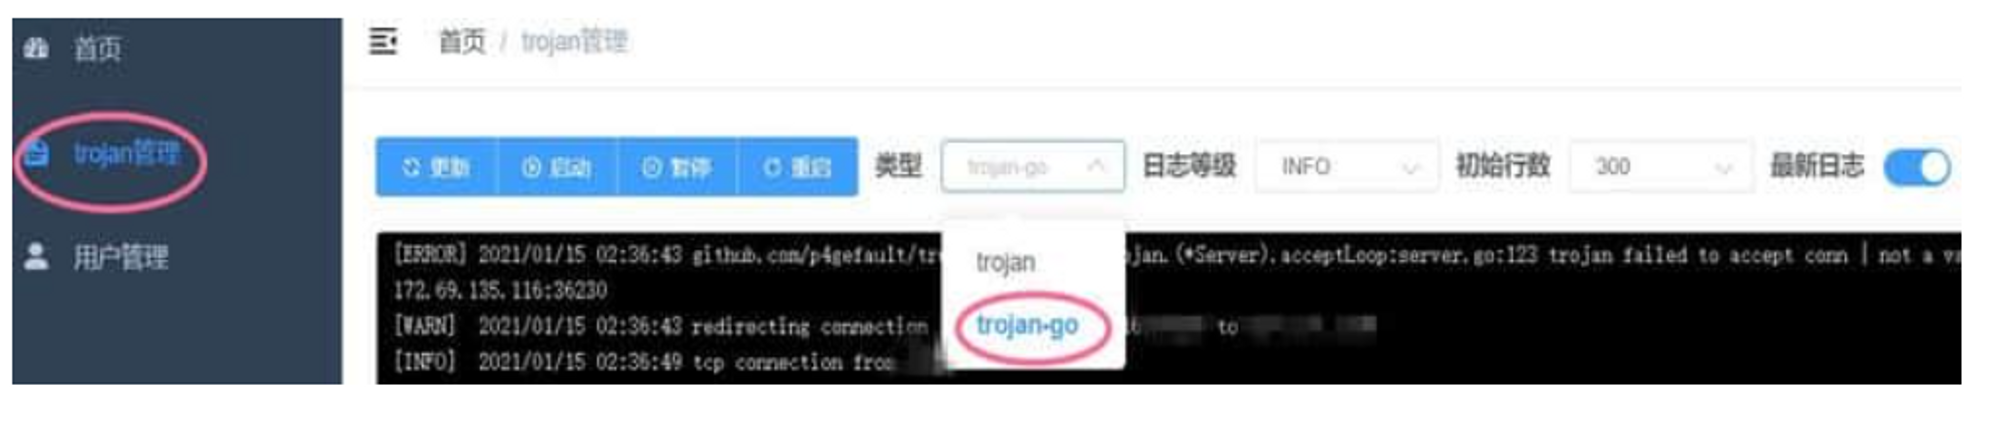 首页
trojan管理
用户管理
首页 / trojan管理
更新 启动 暂停 重启 类型 trojan-go 日志等级 INFO 初始行数 300 最新日志
trojan
trojan-go
[ERROR] 2021/01/15 02:36:43 github.com/p4gefault/tr jan.(*Server).acceptLoop:server.go:123 trojan failed to accept conn | not a va
172.69.135.116:36230
[WARN] 2021/01/15 02:36:43 redirecting connection to
[INFO] 2021/01/15 02:36:49 tcp connection from